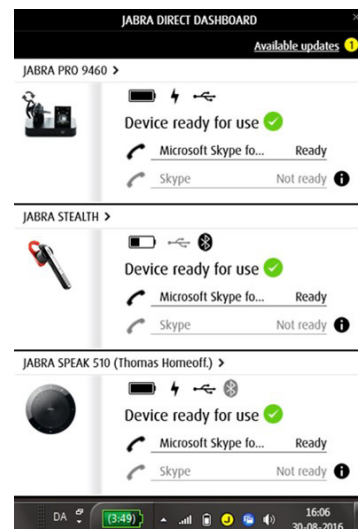 JABRA DIRECT DASHBOARD
Available updates 1
JABRA PRO 9460 >
Device ready for use
Microsoft Skype fo... Ready
Skype Not ready
JABRA STEALTH >
Device ready for use
Microsoft Skype fo... Ready
Skype Not ready
JABRA SPEAK 510 (Thomas Homeoff.) >
Device ready for use
Microsoft Skype fo... Ready
Skype Not ready
DA (3:49) 16:06
30-08-2016